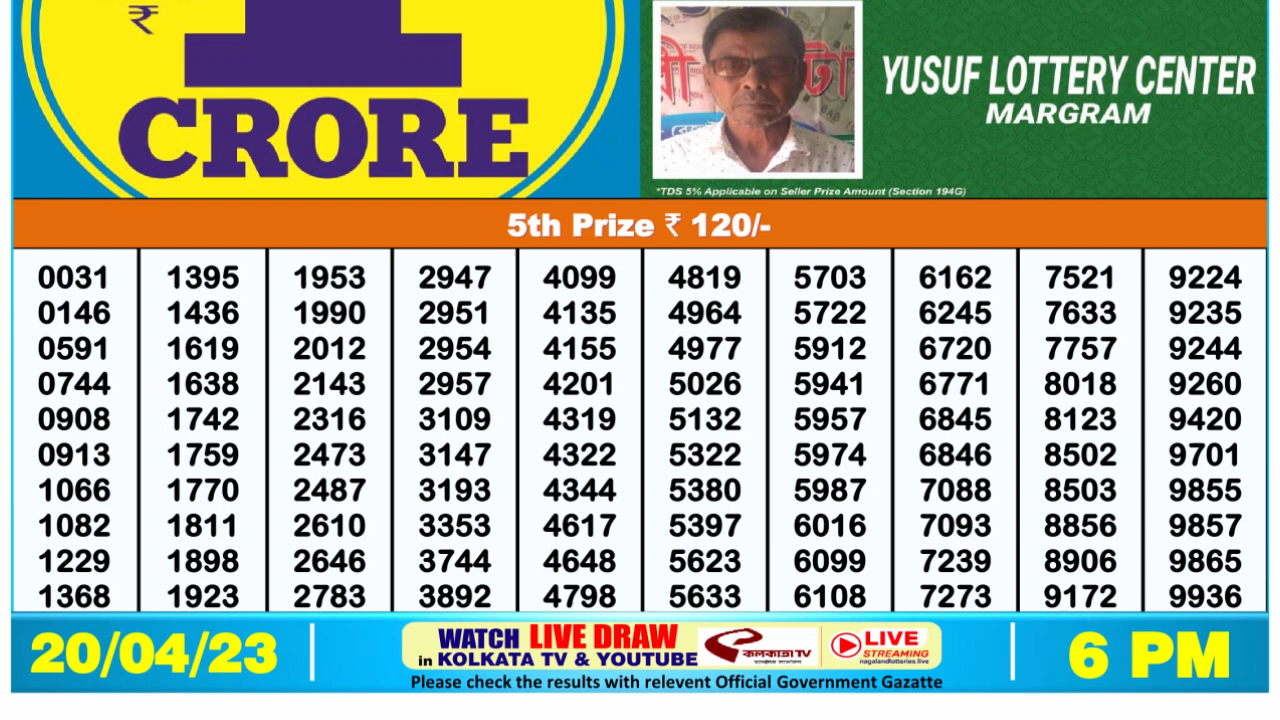 ₹
1
CRORE
YUSUF LOTTERY CENTER
MARGRAM
*TDS 5% Applicable on Seller Prize Amount (Section 194G)
5th Prize ₹ 120/-
0031 1395 1953 2947 4099 4819 5703 6162 7521 9224
0146 1436 1990 2951 4135 4964 5722 6245 7633 9235
0591 1619 2012 2954 4155 4977 5912 6720 7757 9244
0744 1638 2143 2957 4201 5026 5941 6771 8018 9260
0908 1742 2316 3109 4319 5132 5957 6845 8123 9420
0913 1759 2473 3147 4322 5322 5974 6846 8502 9701
1066 1770 2487 3193 4344 5380 5987 7088 8503 9855
1082 1811 2610 3353 4617 5397 6016 7093 8856 9857
1229 1898 2646 3744 4648 5623 6099 7239 8906 9865
1368 1923 2783 3892 4798 5633 6108 7273 9172 9936
20/04/23
WATCH LIVE DRAW
in KOLKATA TV & YOUTUBE
কলকাতাTV
LIVE
STREAMING
nagalandlotteries.live
6 PM
Please check the results with relevent Official Government Gazatte